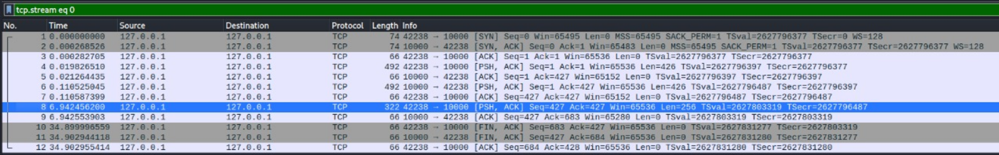 tcp.stream eq 0
No. Time Source Destination Protocol Length Info
1 0.000000000 127.0.0.1 127.0.0.1 TCP 74 42238 → 10000 [SYN] Seq=0 Win=65495 Len=0 MSS=65495 SACK_PERM=1 TSval=2627796377 TSecr=0 WS=128
2 0.000268526 127.0.0.1 127.0.0.1 TCP 74 10000 → 42238 [SYN, ACK] Seq=0 Ack=1 Win=65483 Len=0 MSS=65495 SACK_PERM=1 TSval=2627796377 TSecr=2627796377 WS=128
3 0.000282705 127.0.0.1 127.0.0.1 TCP 66 42238 → 10000 [ACK] Seq=1 Ack=1 Win=65536 Len=0 TSval=2627796377 TSecr=2627796377
4 0.019826510 127.0.0.1 127.0.0.1 TCP 492 42238 → 10000 [PSH, ACK] Seq=1 Ack=1 Win=65536 Len=426 TSval=2627796397 TSecr=2627796377
5 0.021264435 127.0.0.1 127.0.0.1 TCP 66 10000 → 42238 [ACK] Seq=1 Ack=427 Win=65152 Len=0 TSval=2627796397 TSecr=2627796397
6 0.110525045 127.0.0.1 127.0.0.1 TCP 492 10000 → 42238 [PSH, ACK] Seq=1 Ack=427 Win=65536 Len=426 TSval=2627796487 TSecr=2627796397
7 0.110587399 127.0.0.1 127.0.0.1 TCP 66 42238 → 10000 [ACK] Seq=427 Ack=427 Win=65152 Len=0 TSval=2627796487 TSecr=2627796487
8 6.942456200 127.0.0.1 127.0.0.1 TCP 322 42238 → 10000 [PSH, ACK] Seq=427 Ack=427 Win=65536 Len=256 TSval=2627803319 TSecr=2627796487
9 6.942553903 127.0.0.1 127.0.0.1 TCP 66 10000 → 42238 [ACK] Seq=427 Ack=683 Win=65280 Len=0 TSval=2627803319 TSecr=2627803319
10 34.899996559 127.0.0.1 127.0.0.1 TCP 66 42238 → 10000 [FIN, ACK] Seq=683 Ack=427 Win=65536 Len=0 TSval=2627831277 TSecr=2627803319
11 34.902944118 127.0.0.1 127.0.0.1 TCP 66 10000 → 42238 [FIN, ACK] Seq=427 Ack=684 Win=65536 Len=0 TSval=2627831280 TSecr=2627831277
12 34.902955414 127.0.0.1 127.0.0.1 TCP 66 42238 → 10000 [ACK] Seq=684 Ack=428 Win=65536 Len=0 TSval=2627831280 TSecr=2627831280